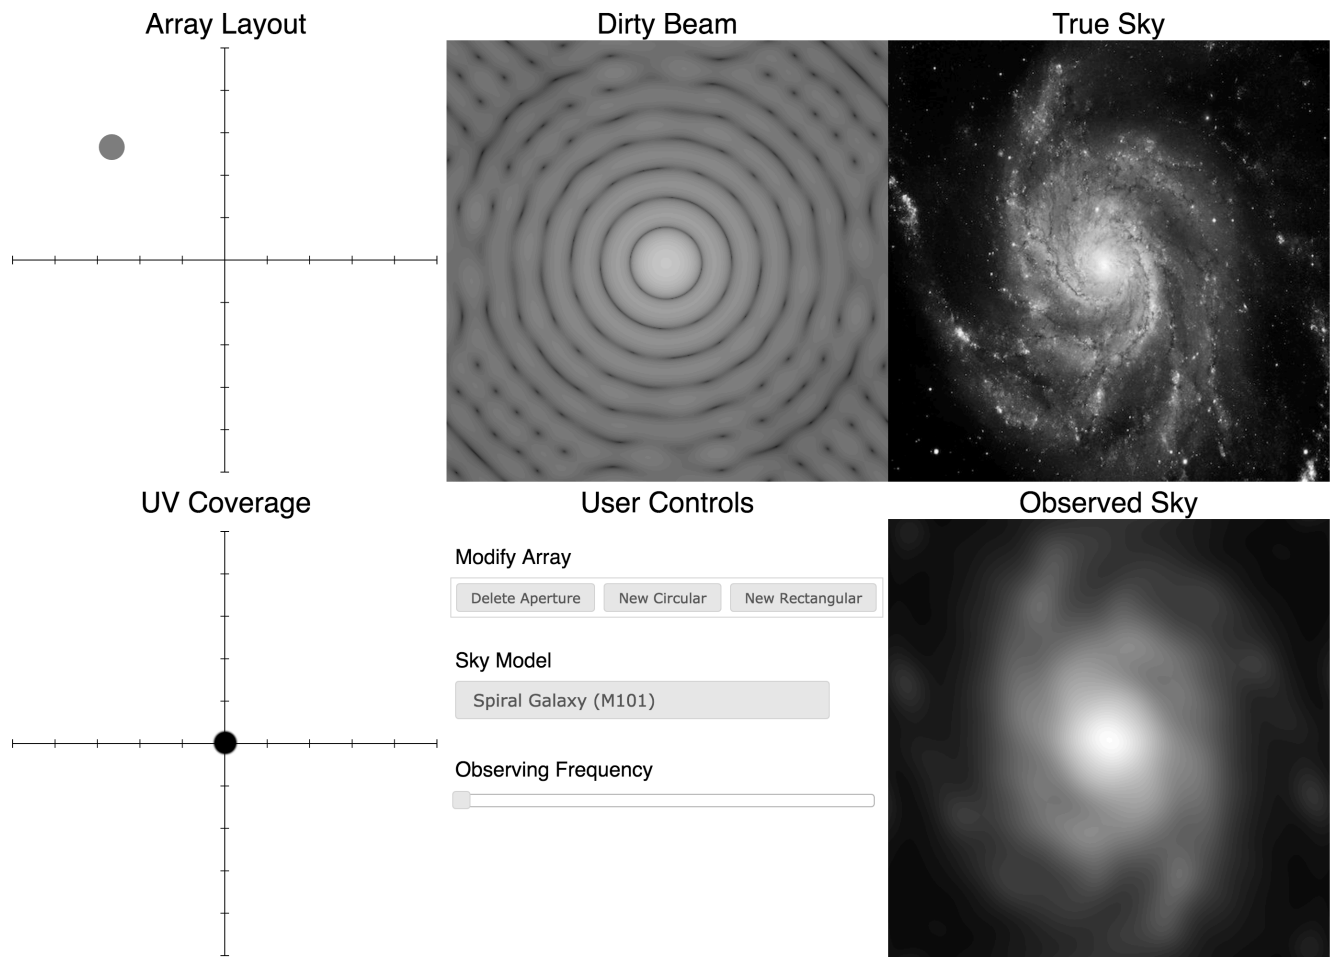 Array Layout
Dirty Beam
True Sky
UV Coverage
User Controls
Observed Sky
Modify Array
Delete Aperture
New Circular
New Rectangular
Sky Model
Spiral Galaxy (M101)
Observing Frequency